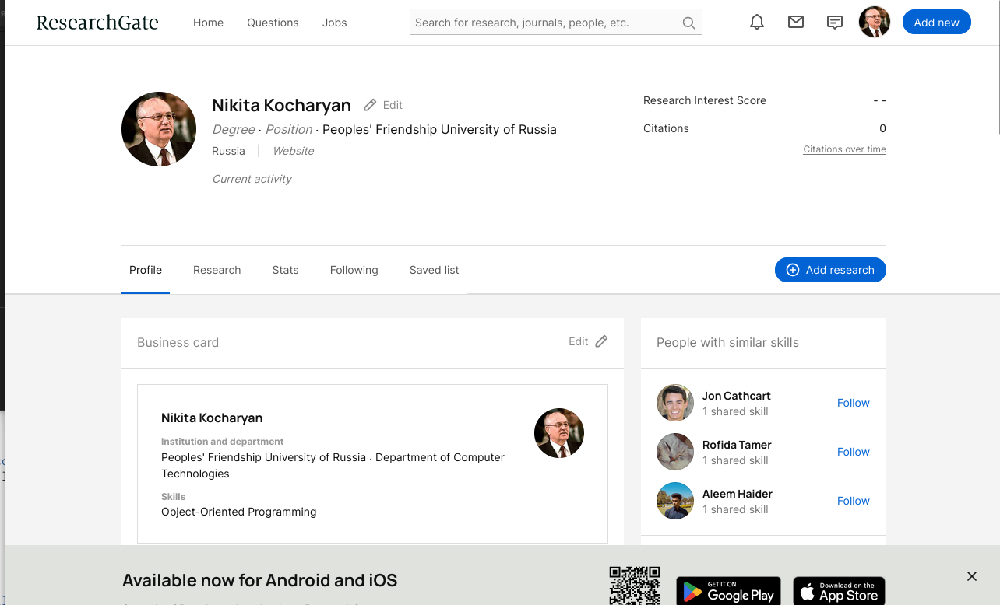 ResearchGate
Home Questions Jobs
Search for research, journals, people, etc.
Add new
Nikita Kocharyan
Edit
Degree · Position · Peoples' Friendship University of Russia
Russia | Website
Current activity
Research Interest Score - -
Citations 0
Citations over time
Profile Research Stats Following Saved list
Add research
Business card
Edit
Nikita Kocharyan
Institution and department
Peoples' Friendship University of Russia · Department of Computer
Technologies
Skills
Object-Oriented Programming
People with similar skills
Jon Cathcart
1 shared skill
Follow
Rofida Tamer
1 shared skill
Follow
Aleem Haider
1 shared skill
Follow
Available now for Android and iOS
GET IT ON
Google Play
Download on the
App Store